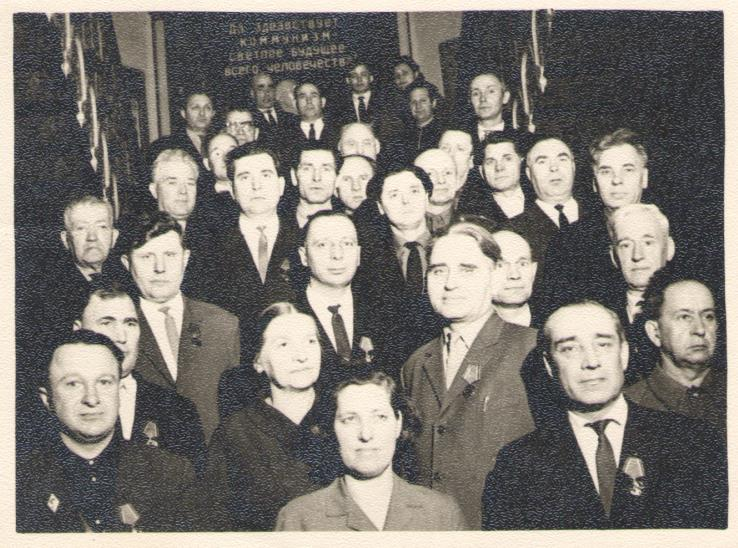 ДА ЗДРАВСТВУЕТ
КОММУНИЗМ-
СВЕТЛОЕ БУДУЩЕЕ
ВСЕГО ЧЕЛОВЕЧЕСТВ